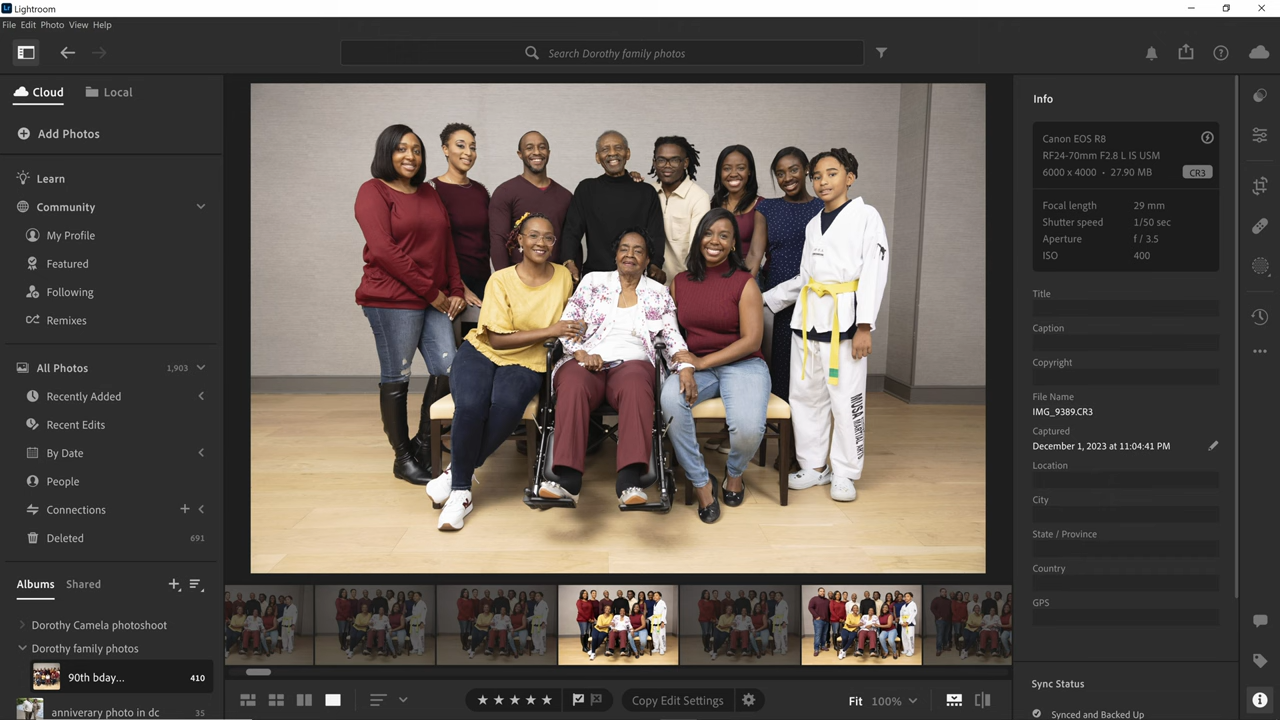 Lightroom
File Edit Photo View Help
Search Dorothy family photos
Cloud
Local
Add Photos
Learn
Community
My Profile
Featured
Following
Remixes
All Photos
1,903
Recently Added
Recent Edits
By Date
People
Connections
Deleted
691
Albums
Shared
Dorothy Camela photoshoot
Dorothy family photos
90th bday...
410
anniverary photo in dc
35
MUSA MARTIAL ARTS
Copy Edit Settings
Fit
100%
Info
Canon EOS R8
RF24-70mm F2.8 L IS USM
6000 x 4000 • 27.90 MB
CR3
Focal length 29 mm
Shutter speed 1/50 sec
Aperture f / 3.5
ISO 400
Title
Caption
Copyright
File Name
IMG_9389.CR3
Captured
December 1, 2023 at 11:04:41 PM
Location
City
State / Province
Country
GPS
Sync Status
Synced and Backed Up